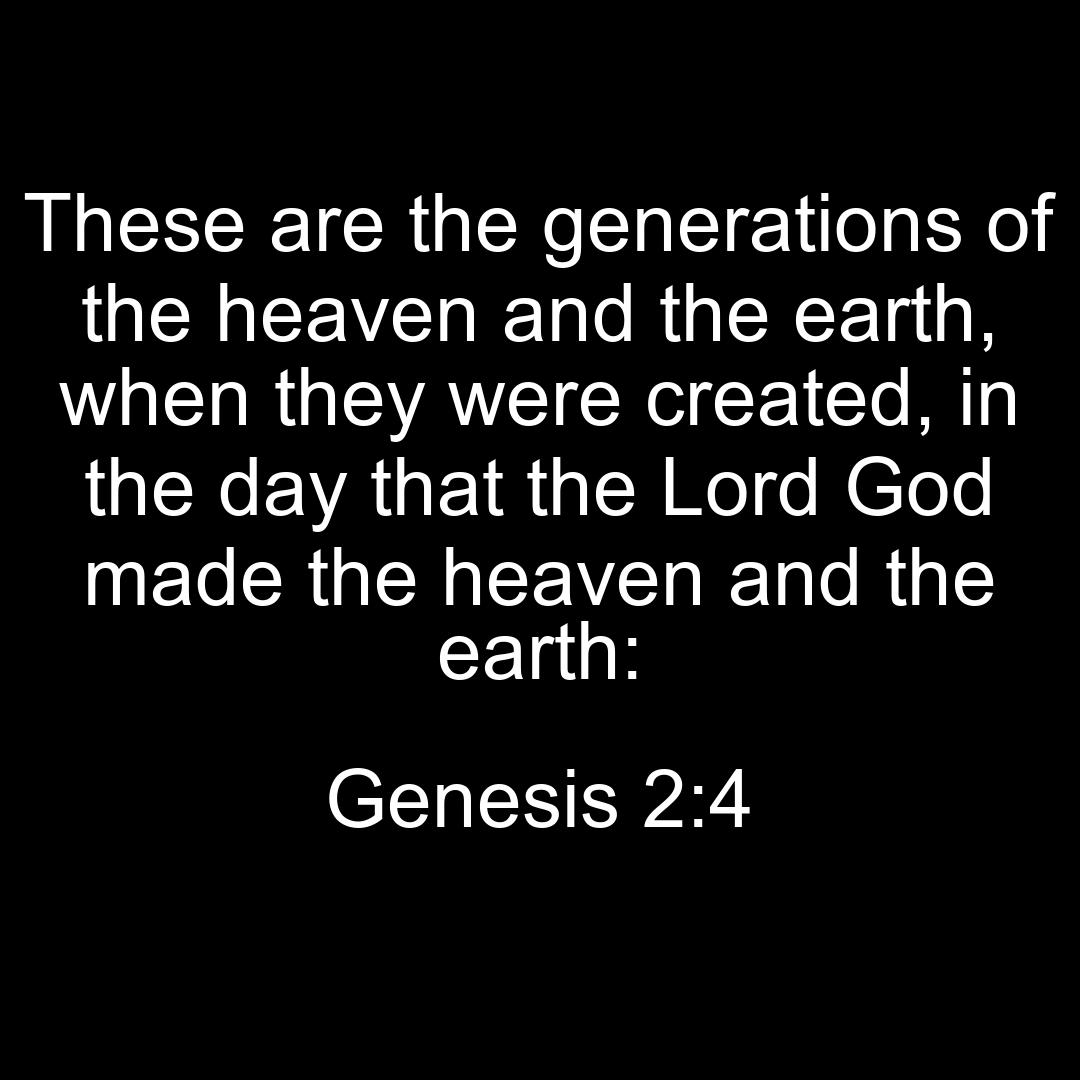 These are the generations of
the heaven and the earth,
when they were created, in
the day that the Lord God
made the heaven and the
earth:
Genesis 2:4